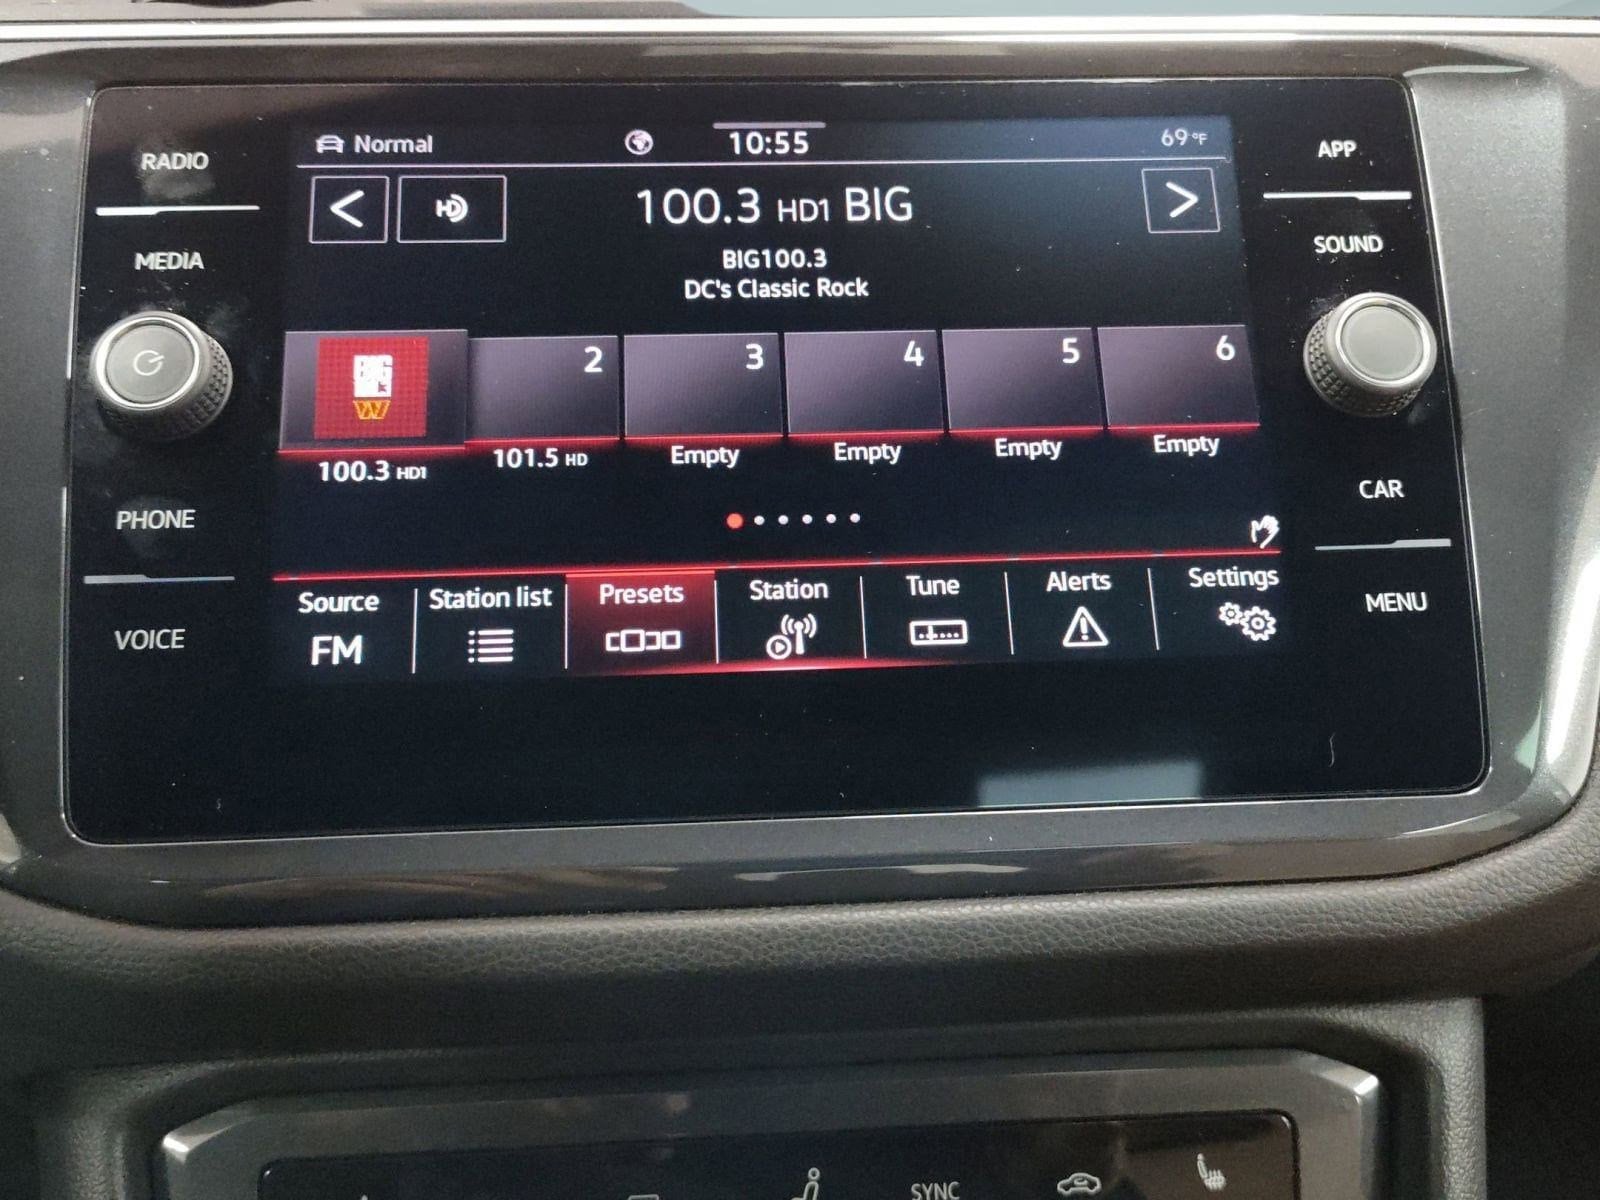 RADIO
MEDIA
PHONE
VOICE
Normal
10:55
69°F
HD
100.3 HD1 BIG
BIG100.3
DC's Classic Rock
BIG
W
2
3
4
5
6
100.3 HD1
101.5 HD
Empty
Empty
Empty
Empty
Source
FM
Station list
Presets
Station
Tune
Alerts
Settings
APP
SOUND
CAR
MENU
SYNC